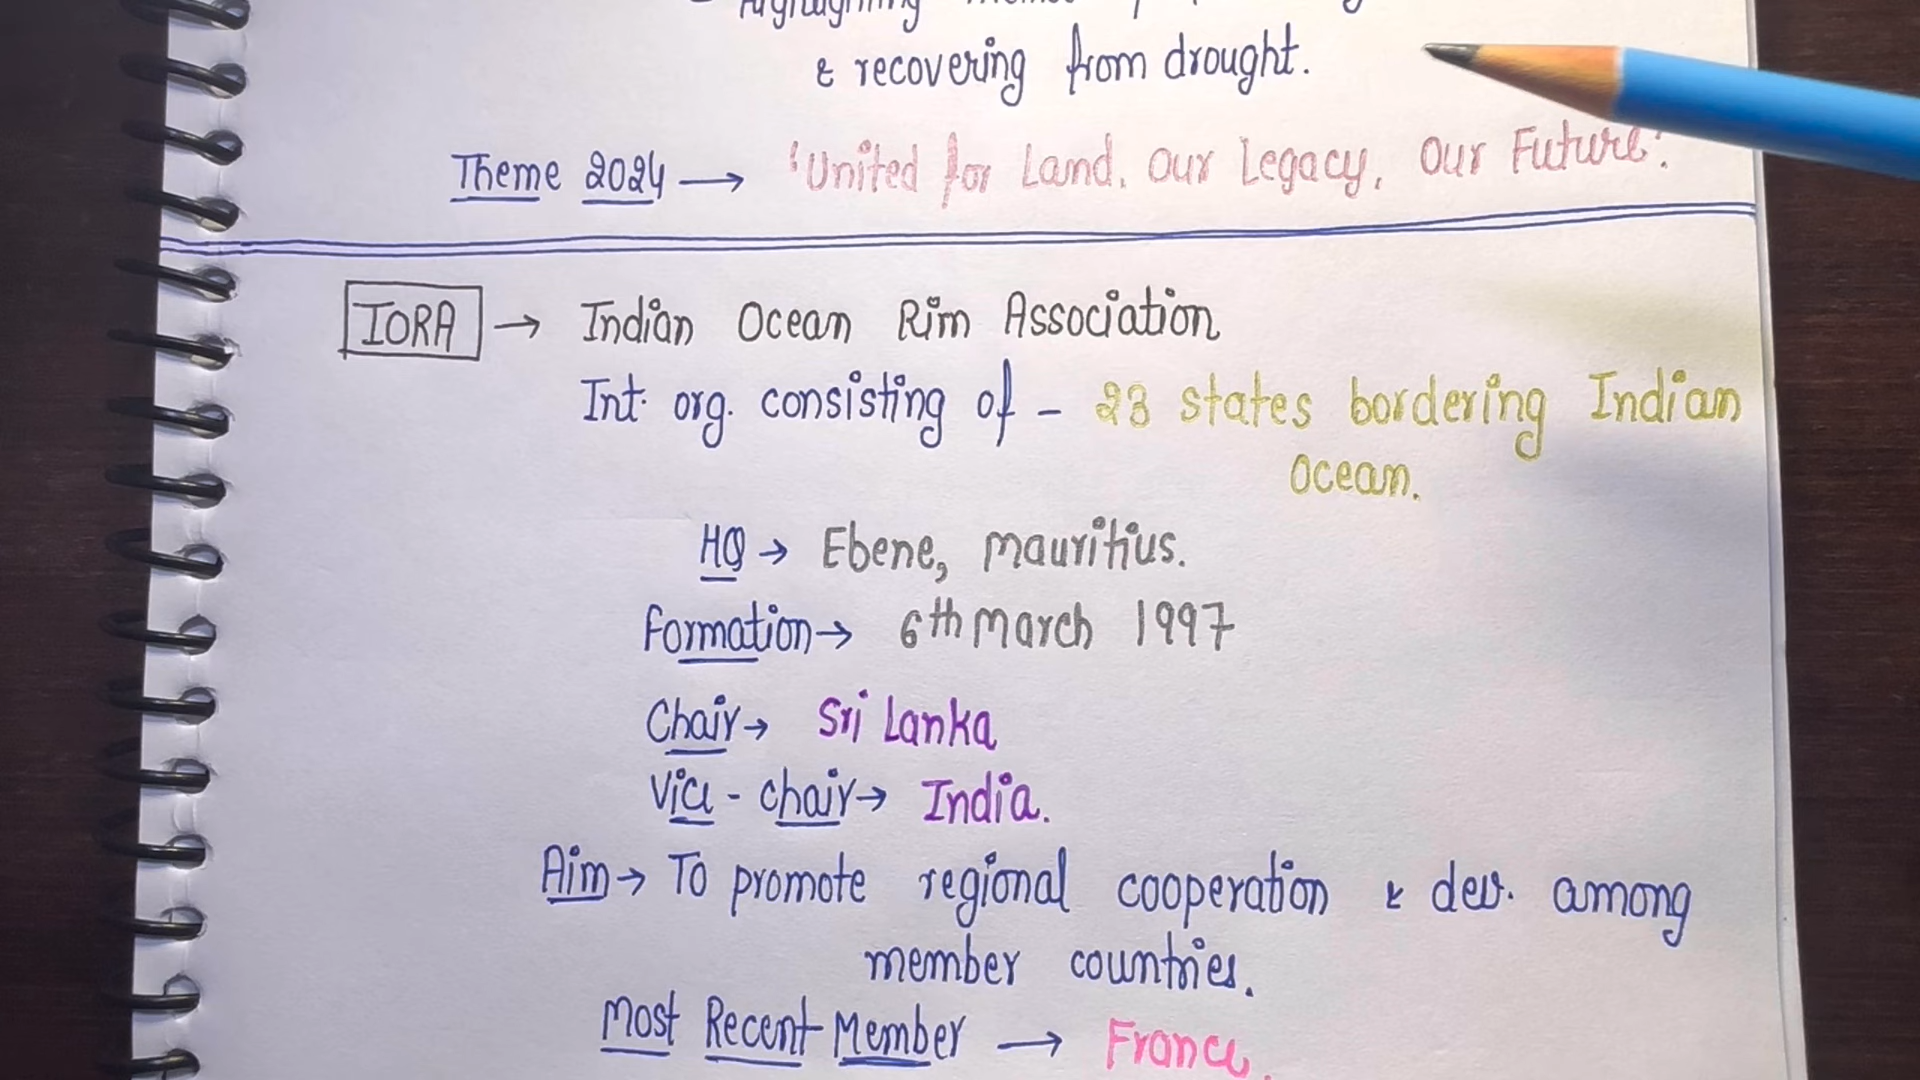 & recovering from drought.
Theme 2024 → 'United for Land. Our Legacy, Our Future'.
IORA → Indian Ocean Rim Association
Int. org. consisting of - 23 states bordering Indian
Ocean.
HQ → Ebene, Mauritius.
Formation → 6th March 1997
Chair → Sri Lanka
Vice - chair → India.
Aim → To promote regional cooperation & dev. among
member countries.
Most Recent Member → France.